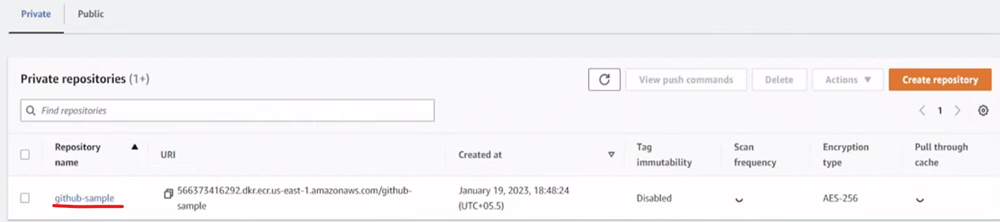 Private Public
Private repositories (1+)
View push commands Delete Actions Create repository
Find repositories
1
Repository name URI Created at Tag immutability Scan frequency Encryption type Pull through cache
github-sample 566373416292.dkr.ecr.us-east-1.amazonaws.com/github-sample January 19, 2023, 18:48:24 (UTC+05.5) Disabled AES-256